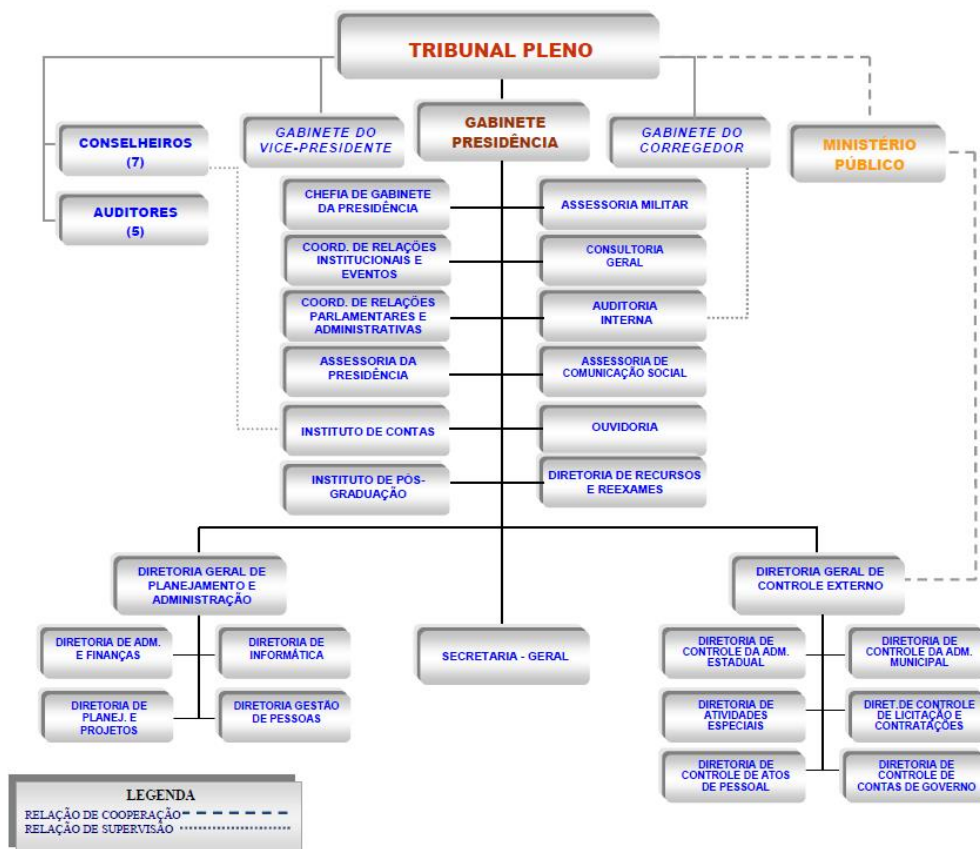 TRIBUNAL PLENO
CONSELHEIROS
(7)
GABINETE DO
VICE-PRESIDENTE
GABINETE
PRESIDÊNCIA
GABINETE DO
CORREGEDOR
MINISTÉRIO
PÚBLICO
AUDITORES
(5)
CHEFIA DE GABINETE
DA PRESIDÊNCIA
ASSESSORIA MILITAR
COORD. DE RELAÇÕES
INSTITUCIONAIS E
EVENTOS
CONSULTORIA
GERAL
COORD. DE RELAÇÕES
PARLAMENTARES E
ADMINISTRATIVAS
AUDITORIA
INTERNA
ASSESSORIA DA
PRESIDÊNCIA
ASSESSORIA DE
COMUNICAÇÃO SOCIAL
INSTITUTO DE CONTAS
OUVIDORIA
INSTITUTO DE PÓS-
GRADUAÇÃO
DIRETORIA DE RECURSOS
E REEXAMES
DIRETORIA GERAL DE
PLANEJAMENTO E
ADMINISTRAÇÃO
DIRETORIA GERAL DE
CONTROLE EXTERNO
DIRETORIA DE ADM.
E FINANÇAS
DIRETORIA DE
INFORMÁTICA
SECRETARIA - GERAL
DIRETORIA DE
CONTROLE DA ADM.
ESTADUAL
DIRETORIA DE
CONTROLE DA ADM.
MUNICIPAL
DIRETORIA DE
PLANEJ. E
PROJETOS
DIRETORIA GESTÃO
DE PESSOAS
DIRETORIA DE
ATIVIDADES
ESPECIAIS
DIRET.DE CONTROLE
DE LICITAÇÃO E
CONTRATAÇÕES
DIRETORIA DE
CONTROLE DE ATOS
DE PESSOAL
DIRETORIA DE
CONTROLE DE
CONTAS DE GOVERNO
LEGENDA
RELAÇÃO DE COOPERAÇÃO
RELAÇÃO DE SUPERVISÃO